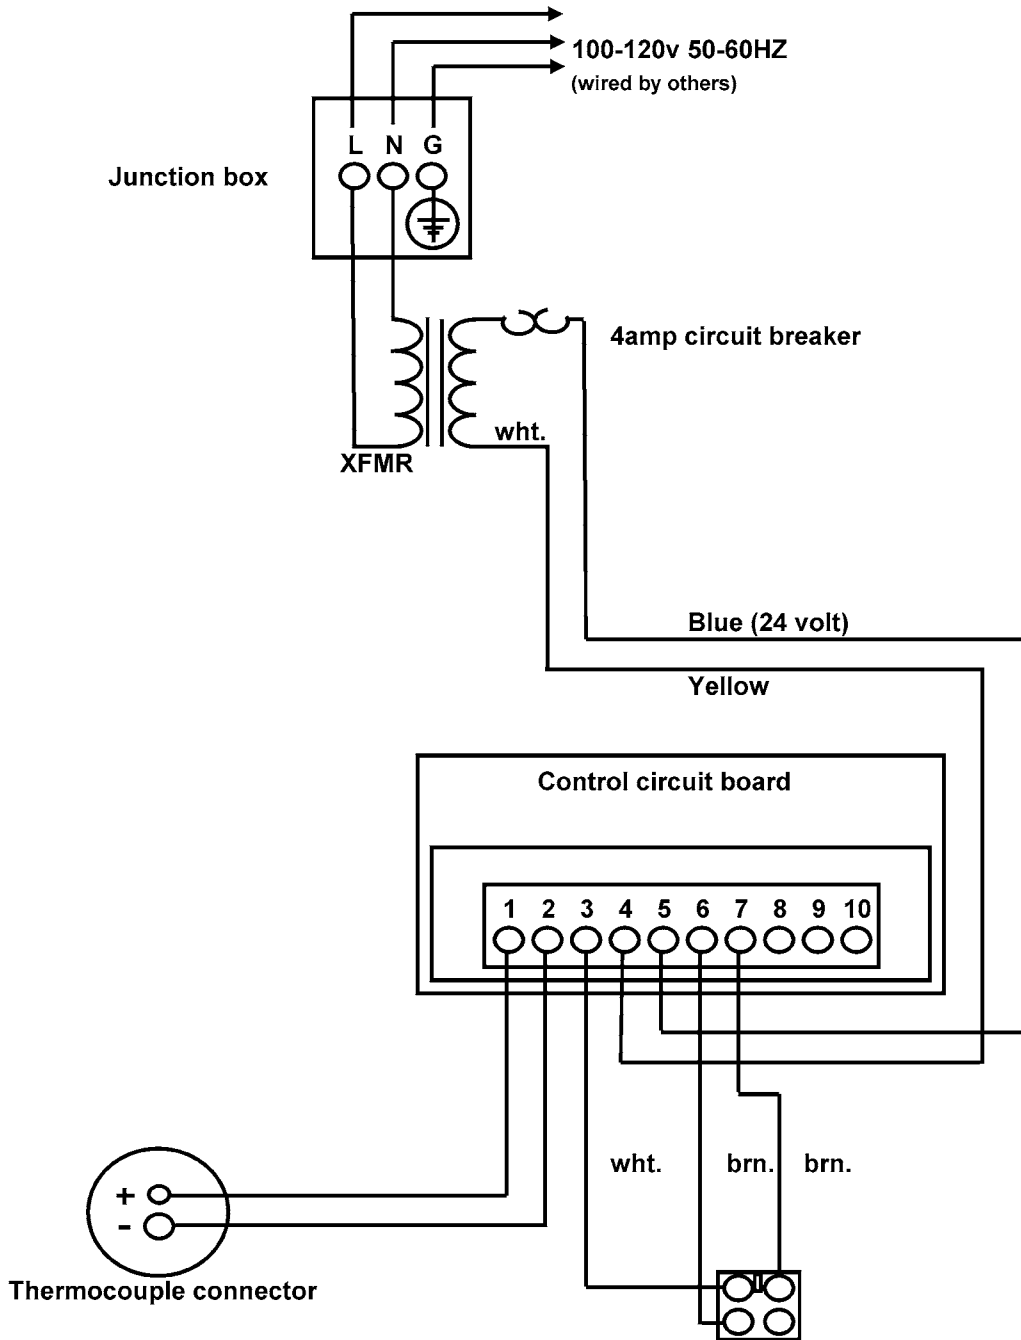 100-120v 50-60HZ
(wired by others)
L N G
Junction box
4amp circuit breaker
wht.
XFMR
Blue (24 volt)
Yellow
Control circuit board
1 2 3 4 5 6 7 8 9 10
wht. brn. brn.
+
-
Thermocouple connector